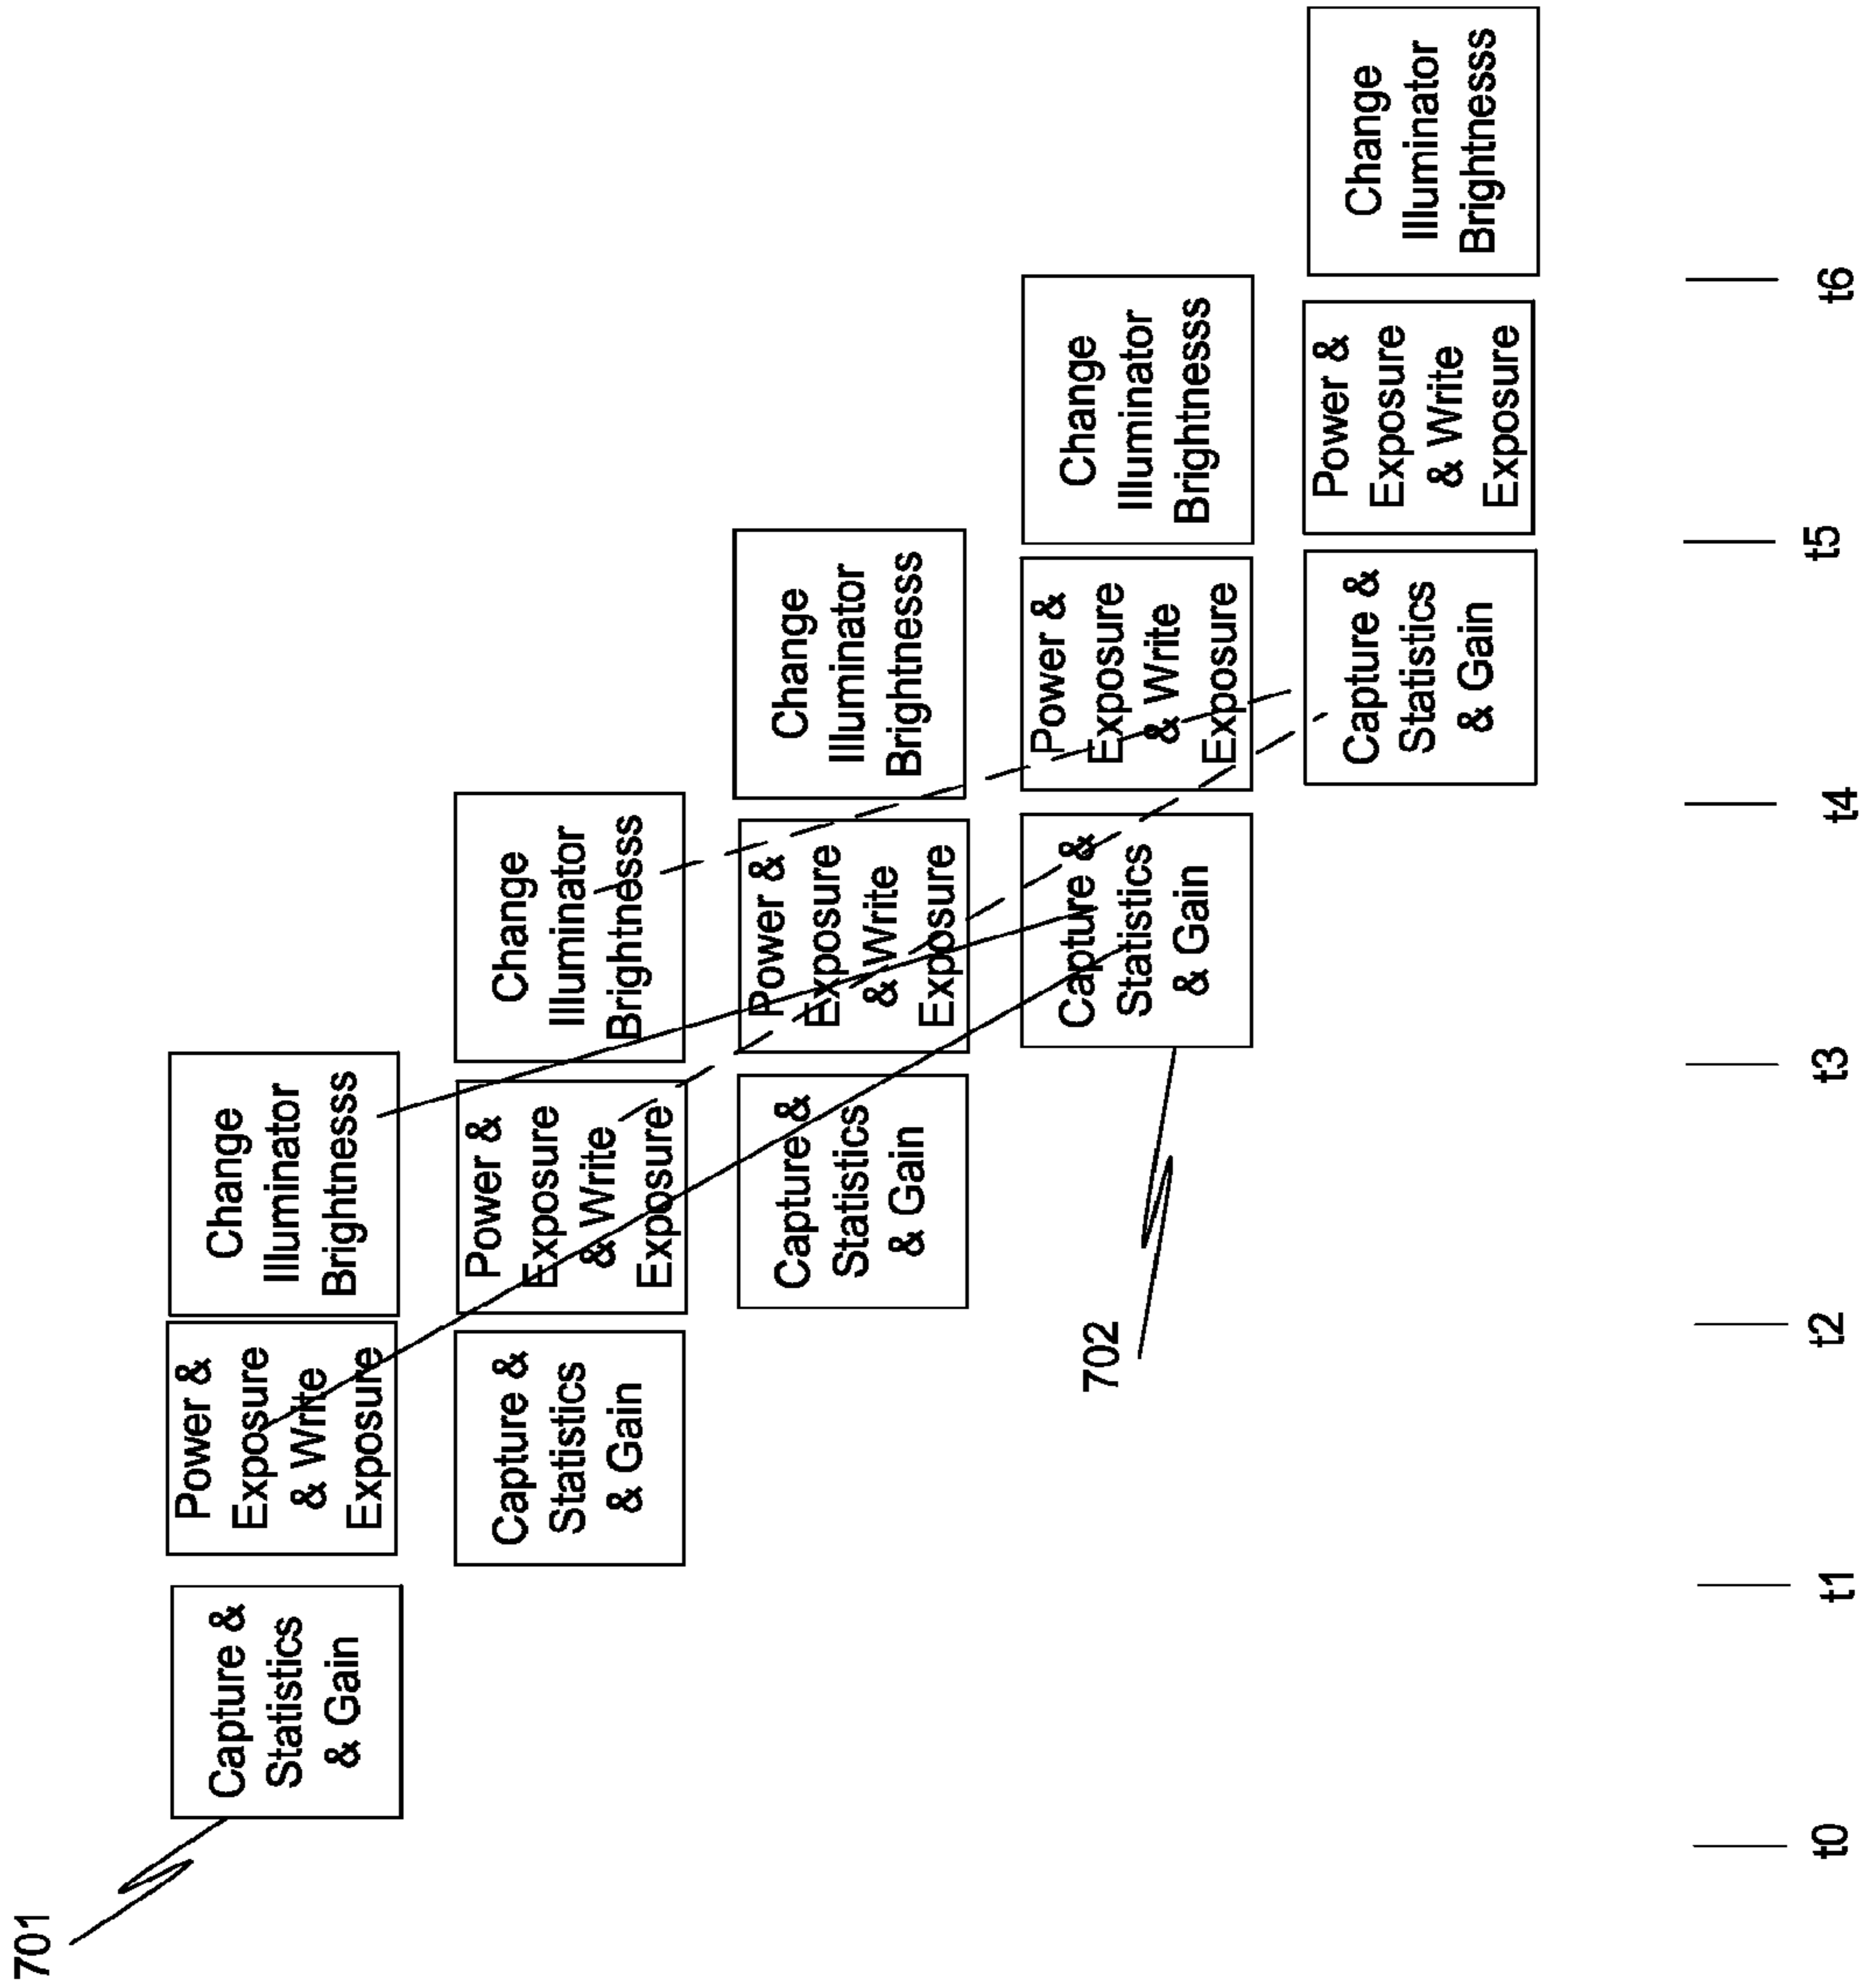 701
Capture &
Statistics
& Gain
Power &
Exposure
& Write
Exposure
Change
Illuminator
Brightnesss
Capture &
Statistics
& Gain
Power &
Exposure
& Write
Exposure
Change
Illuminator
Brightnesss
Capture &
Statistics
& Gain
Power &
Exposure
& Write
Exposure
Change
Illuminator
Brightnesss
702
Capture &
Statistics
& Gain
Power &
Exposure
& Write
Exposure
Change
Illuminator
Brightnesss
Capture &
Statistics
& Gain
Power &
Exposure
& Write
Exposure
Change
Illuminator
Brightnesss
t0
t1
t2
t3
t4
t5
t6